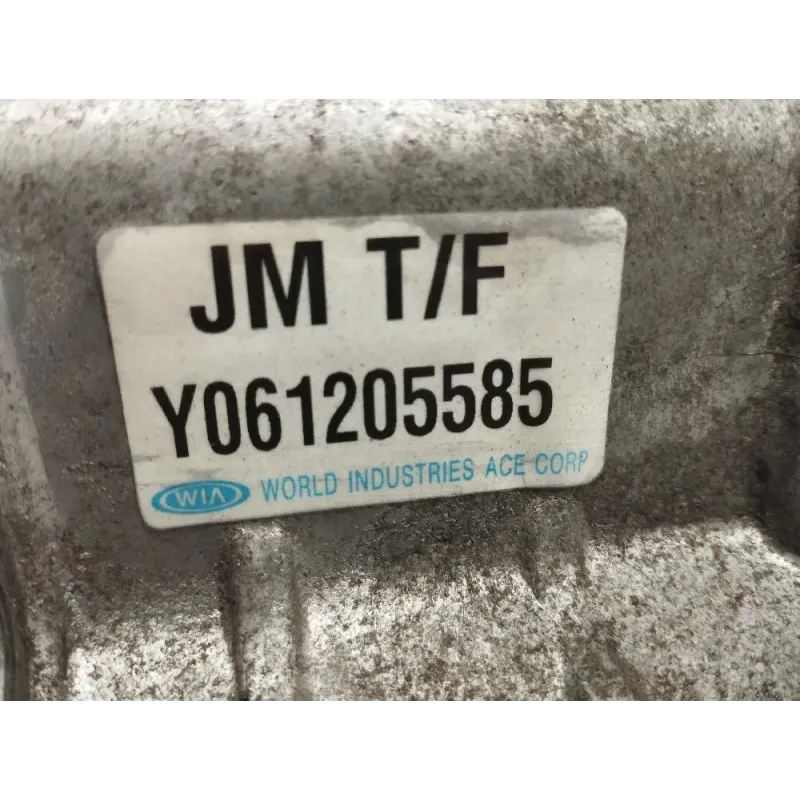 JM T/F
Y061205585
WIA WORLD INDUSTRIES ACE CORP